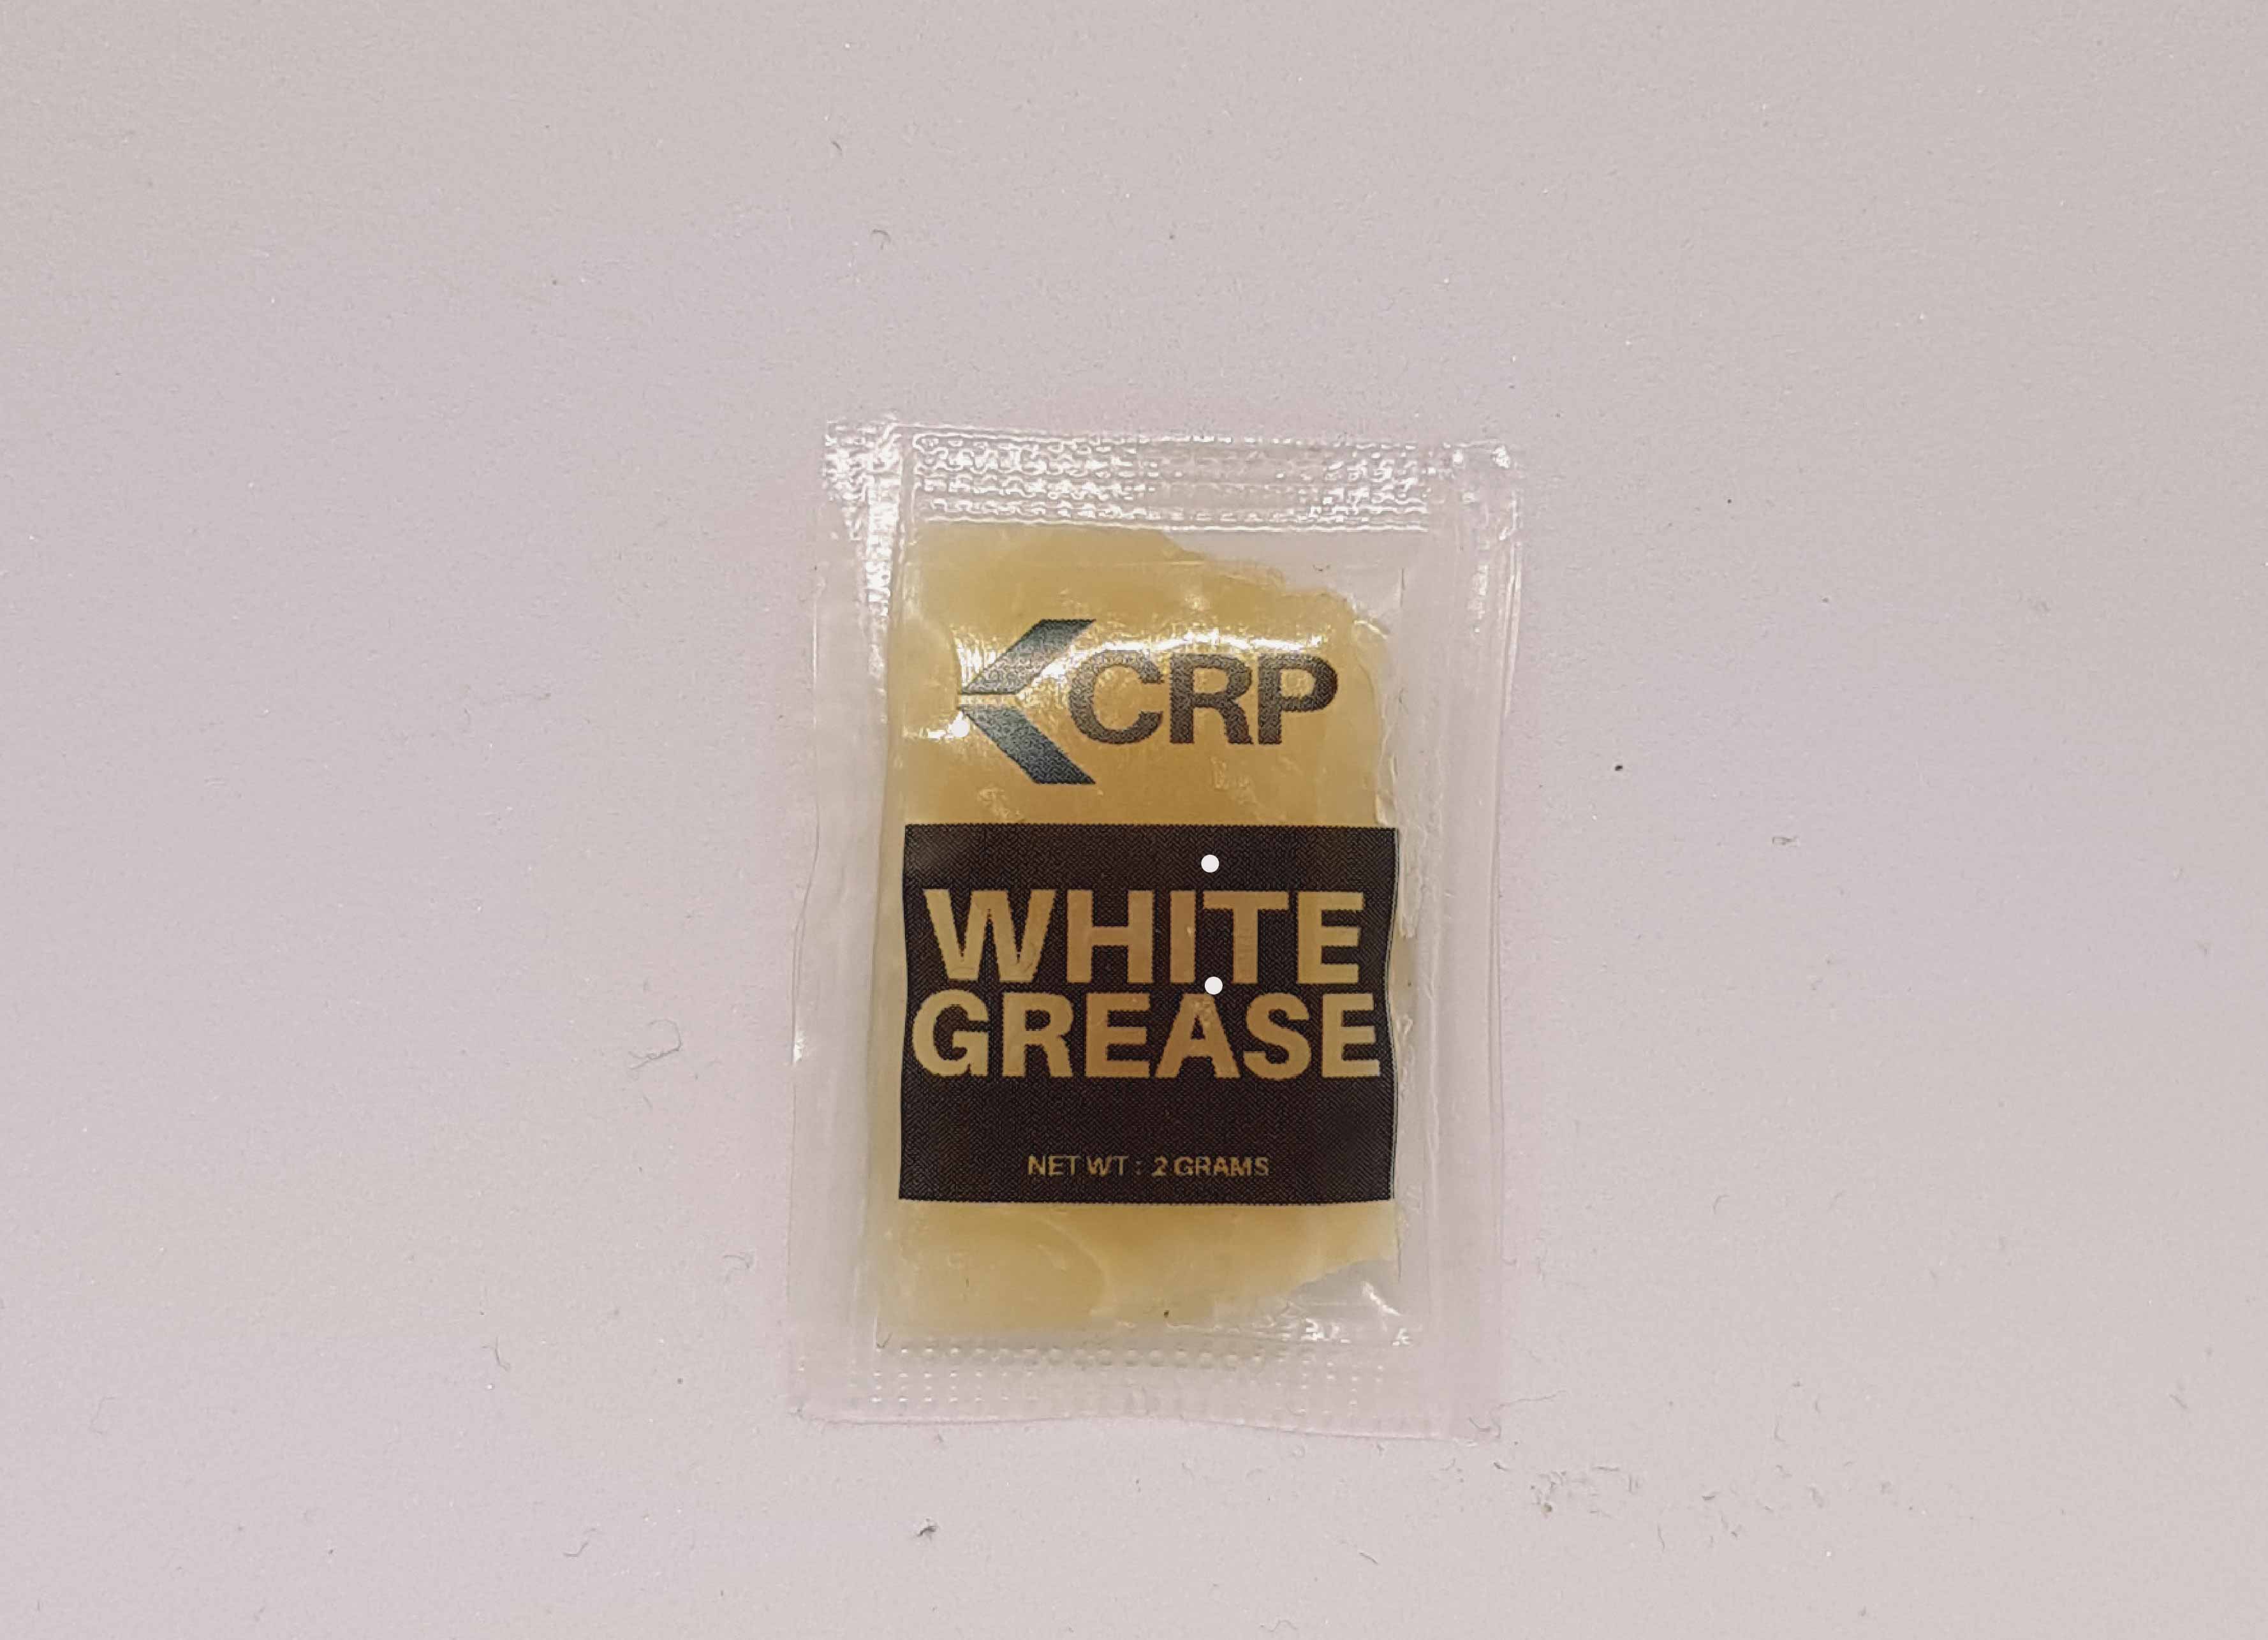 CRP
WHITE
GREASE
NET WT : 2 GRAMS